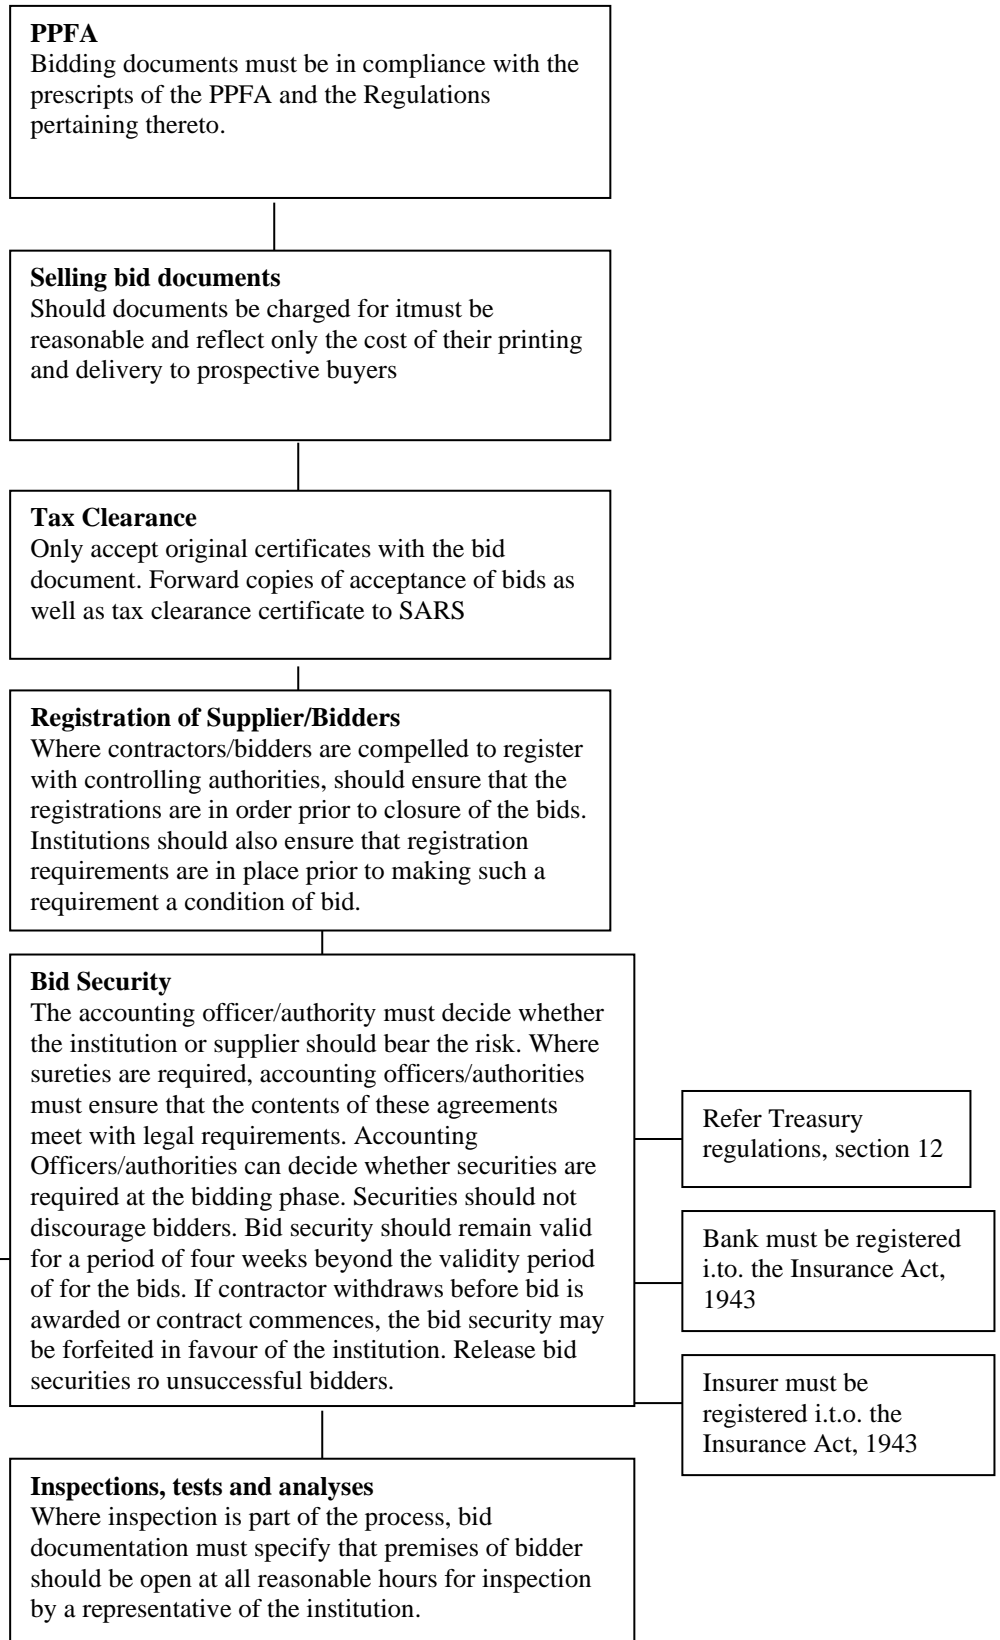 PPFA
Bidding documents must be in compliance with the
prescripts of the PPFA and the Regulations
pertaining thereto.
Selling bid documents
Should documents be charged for itmust be
reasonable and reflect only the cost of their printing
and delivery to prospective buyers
Tax Clearance
Only accept original certificates with the bid
document. Forward copies of acceptance of bids as
well as tax clearance certificate to SARS
Registration of Supplier/Bidders
Where contractors/bidders are compelled to register
with controlling authorities, should ensure that the
registrations are in order prior to closure of the bids.
Institutions should also ensure that registration
requirements are in place prior to making such a
requirement a condition of bid.
Bid Security
The accounting officer/authority must decide whether
the institution or supplier should bear the risk. Where
sureties are required, accounting officers/authorities
must ensure that the contents of these agreements
meet with legal requirements. Accounting
Officers/authorities can decide whether securities are
required at the bidding phase. Securities should not
discourage bidders. Bid security should remain valid
for a period of four weeks beyond the validity period
of for the bids. If contractor withdraws before bid is
awarded or contract commences, the bid security may
be forfeited in favour of the institution. Release bid
securities ro unsuccessful bidders.
Refer Treasury
regulations, section 12
Bank must be registered
i.to. the Insurance Act,
1943
Insurer must be
registered i.t.o. the
Insurance Act, 1943
Inspections, tests and analyses
Where inspection is part of the process, bid
documentation must specify that premises of bidder
should be open at all reasonable hours for inspection
by a representative of the institution.